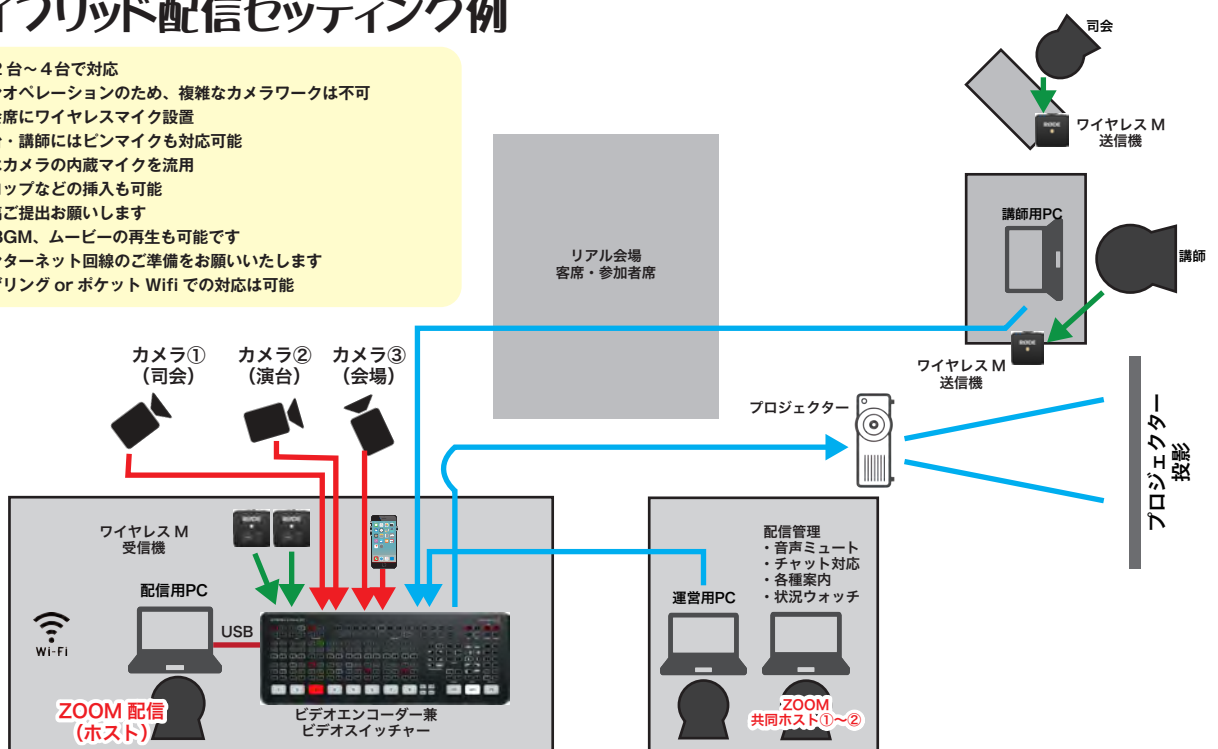 イブリッド配信セッティング例
2台～4台で対応
オペレーションのため、複雑なカメラワークは不可
席にワイヤレスマイク設置
・講師にはピンマイクも対応可能
カメラの内蔵マイクを流用
ロップなどの挿入も可能
ご提出お願いします
BGM、ムービーの再生も可能です
ターネット回線のご準備をお願いいたします
リング or ポケット Wifi での対応は可能
司会
ワイヤレス M
送信機
講師用PC
講師
ワイヤレス M
送信機
リアル会場
客席・参加者席
カメラ①
（司会）
カメラ②
（演台）
カメラ③
（会場）
プロジェクター
プロジェクター
投影
ワイヤレス M
受信機
配信用PC
USB
Wi-Fi
ZOOM 配信
（ホスト）
ビデオエンコーダー兼
ビデオスイッチャー
配信管理
・音声ミュート
・チャット対応
・各種案内
・状況ウォッチ
運営用PC
ZOOM
共同ホスト①～②